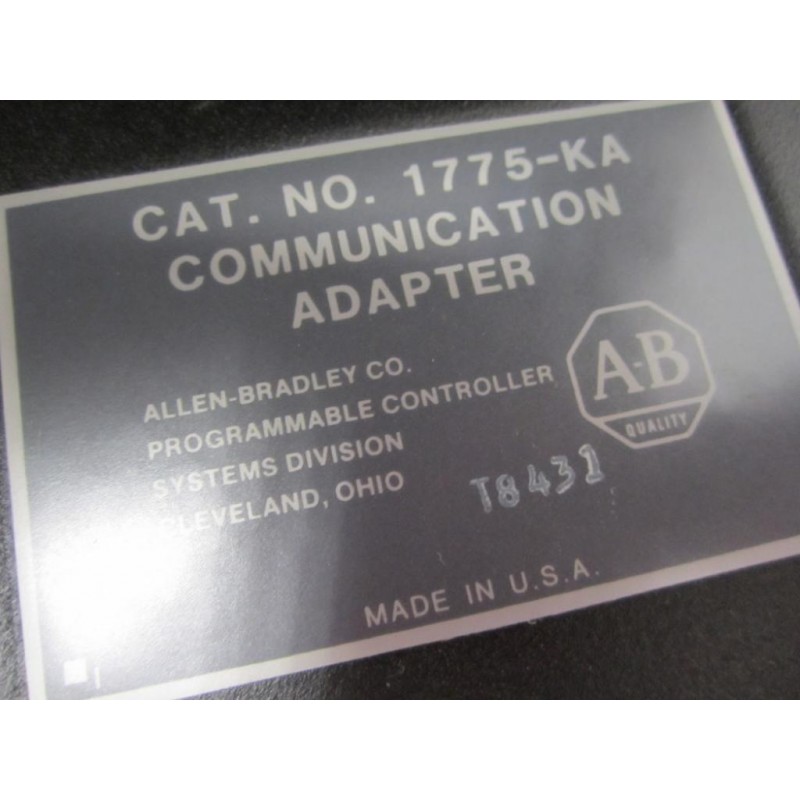 CAT. NO. 1775-KA
COMMUNICATION
ADAPTER
ALLEN-BRADLEY CO.
PROGRAMMABLE CONTROLLER
SYSTEMS DIVISION
CLEVELAND, OHIO
A-B
QUALITY
T8431
MADE IN U.S.A.